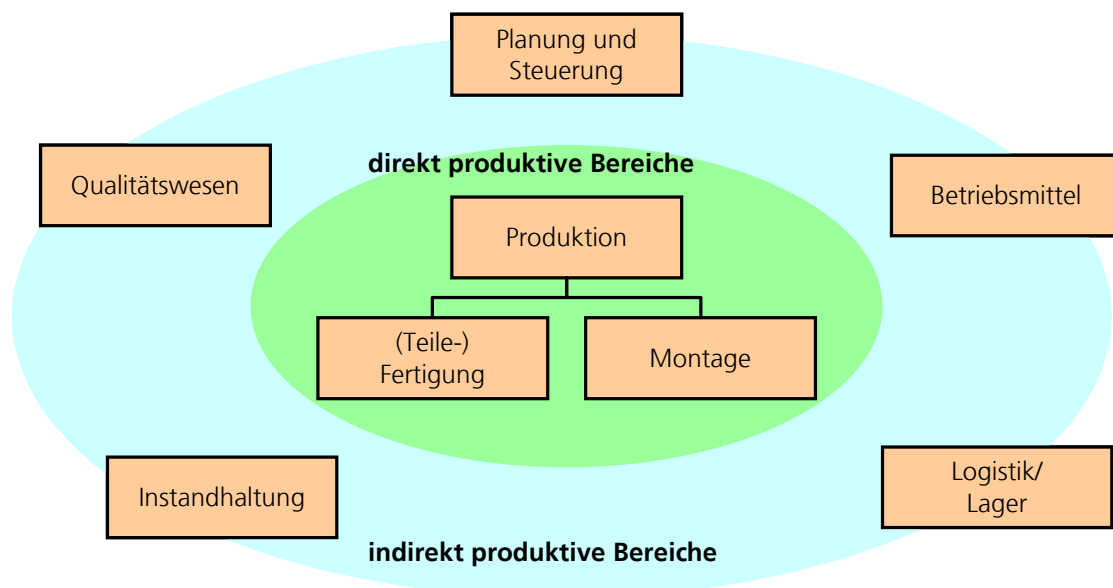 Planung und
Steuerung
direkt produktive Bereiche
Qualitätswesen
Betriebsmittel
Produktion
(Teile-)
Fertigung
Montage
Instandhaltung
Logistik/
Lager
indirekt produktive Bereiche